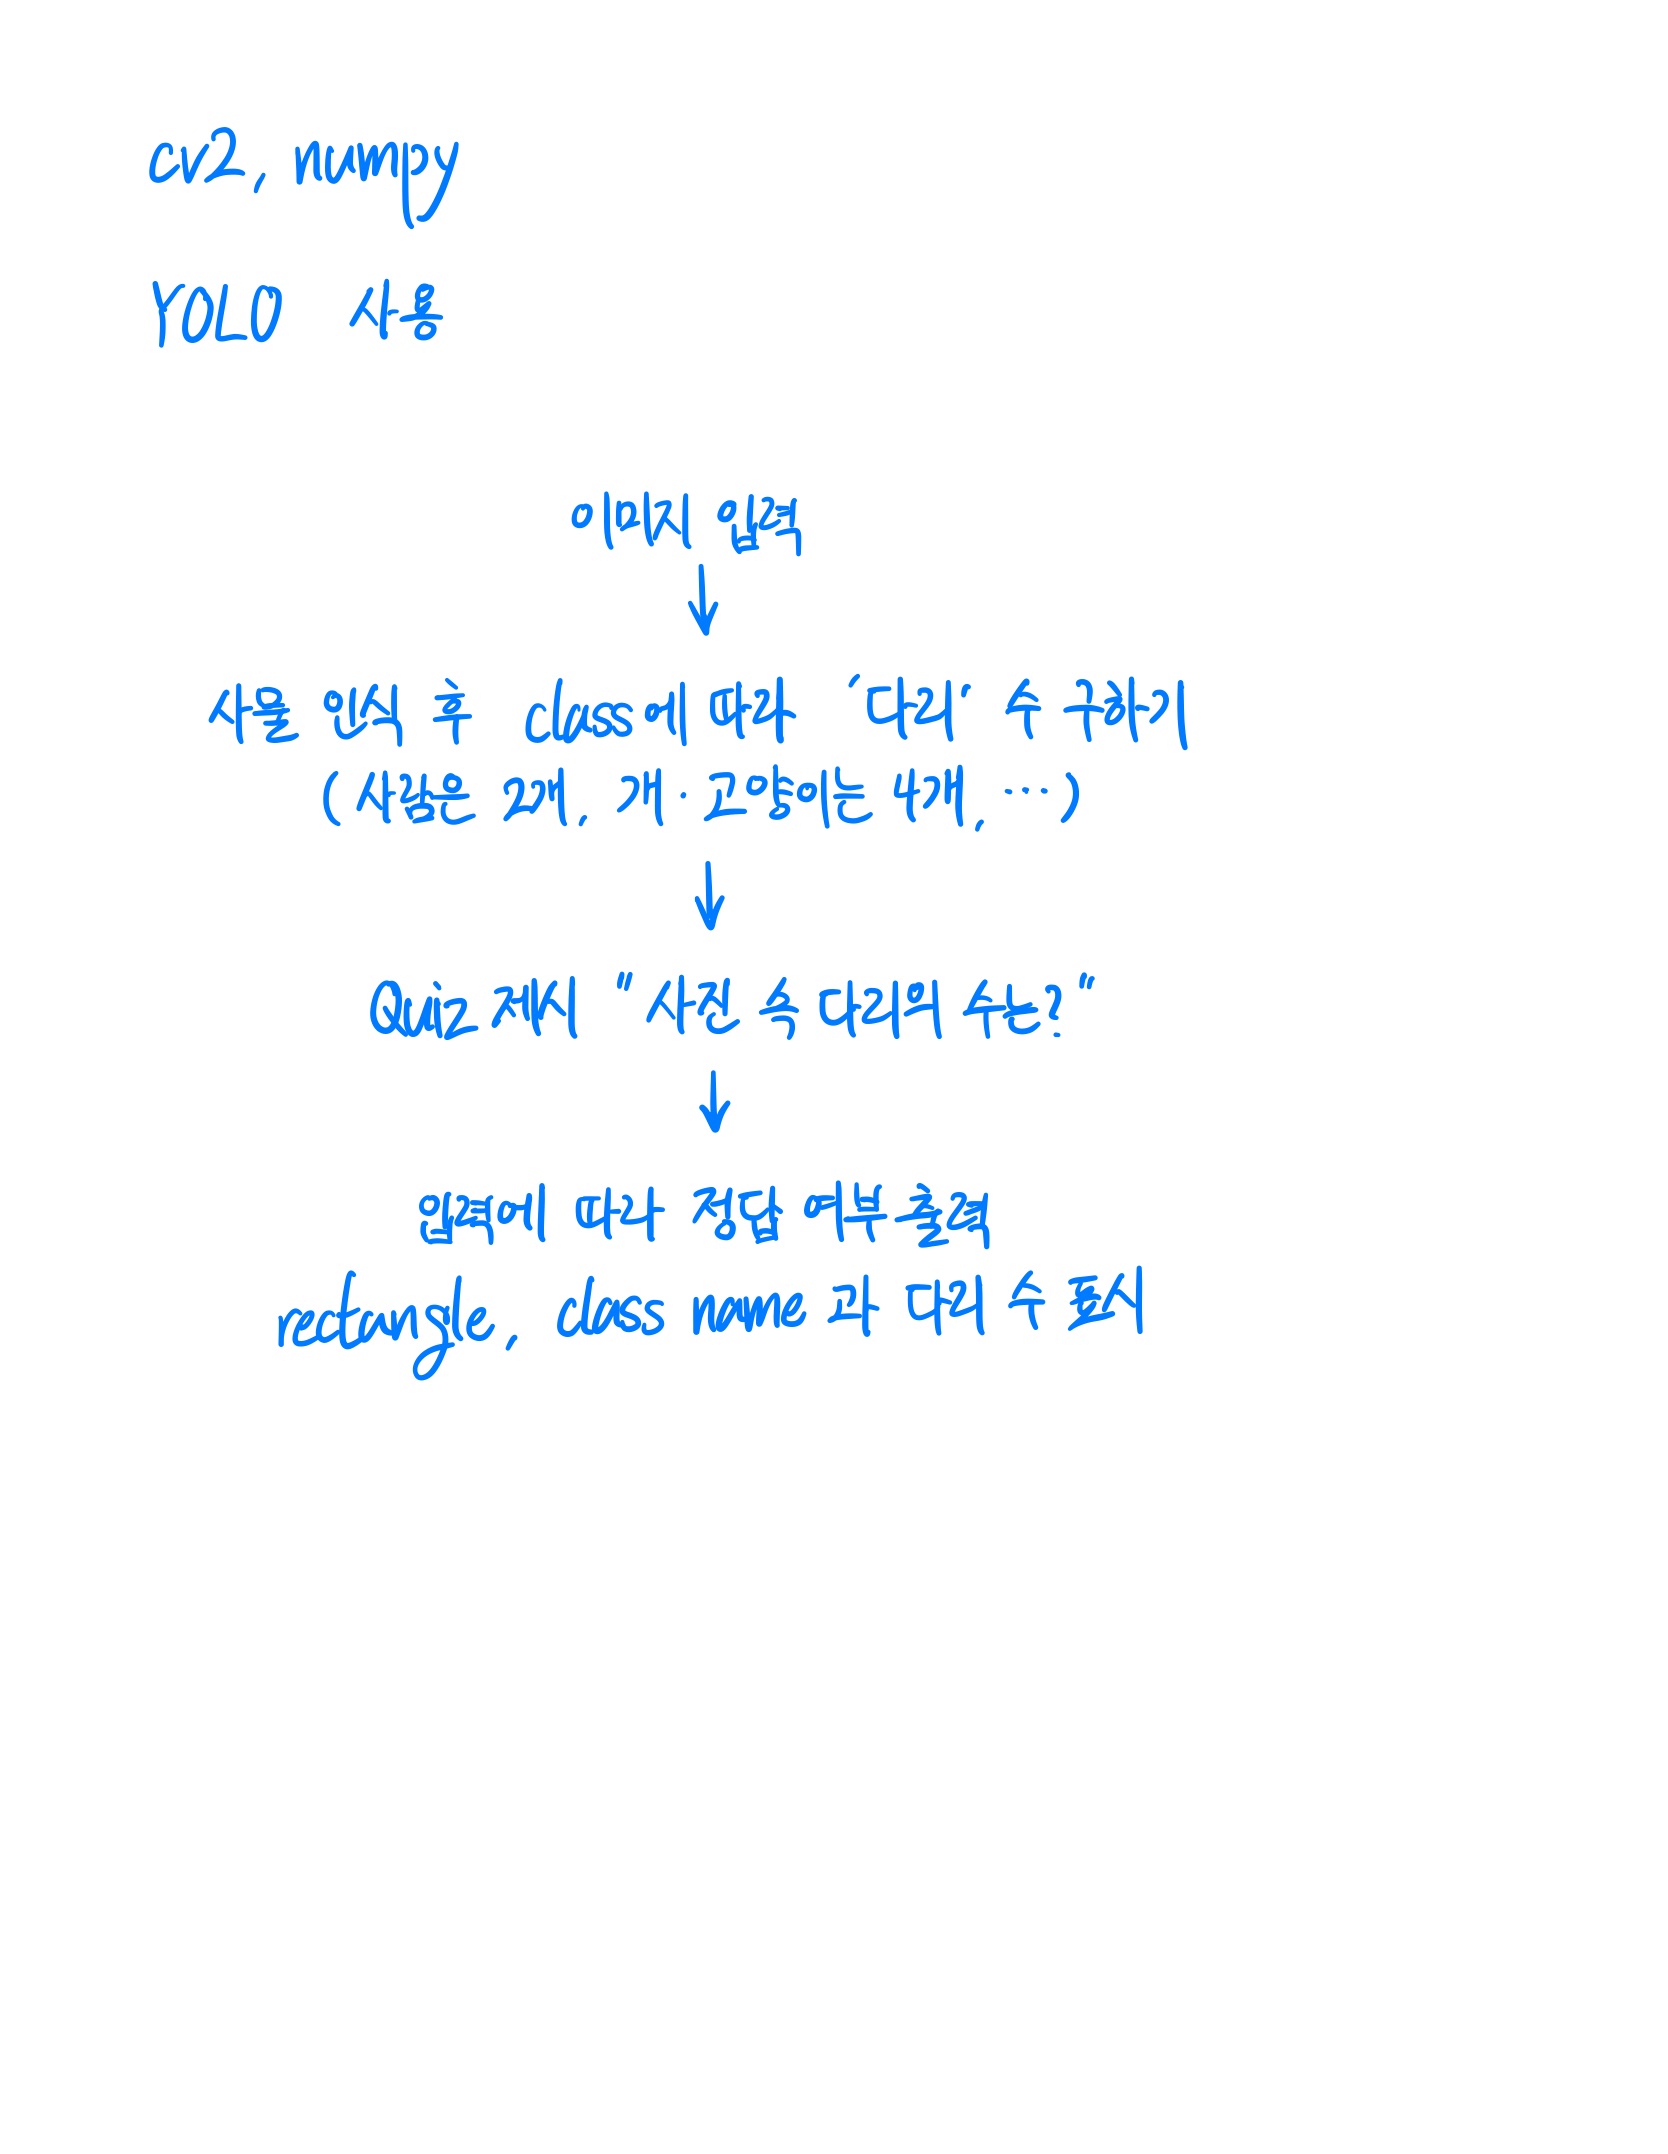 cv2, numpy
YOLO 사용
이미지 입력
↓
사물 인식 후 class에 따라 '다리' 수 구하기
(사람은 2개, 개·고양이는 4개, ⋯)
↓
Quiz 제시 "사진 속 다리의 수는?"
↓
입력에 따라 정답 여부 출력
rectangle, class name 과 다리 수 표시